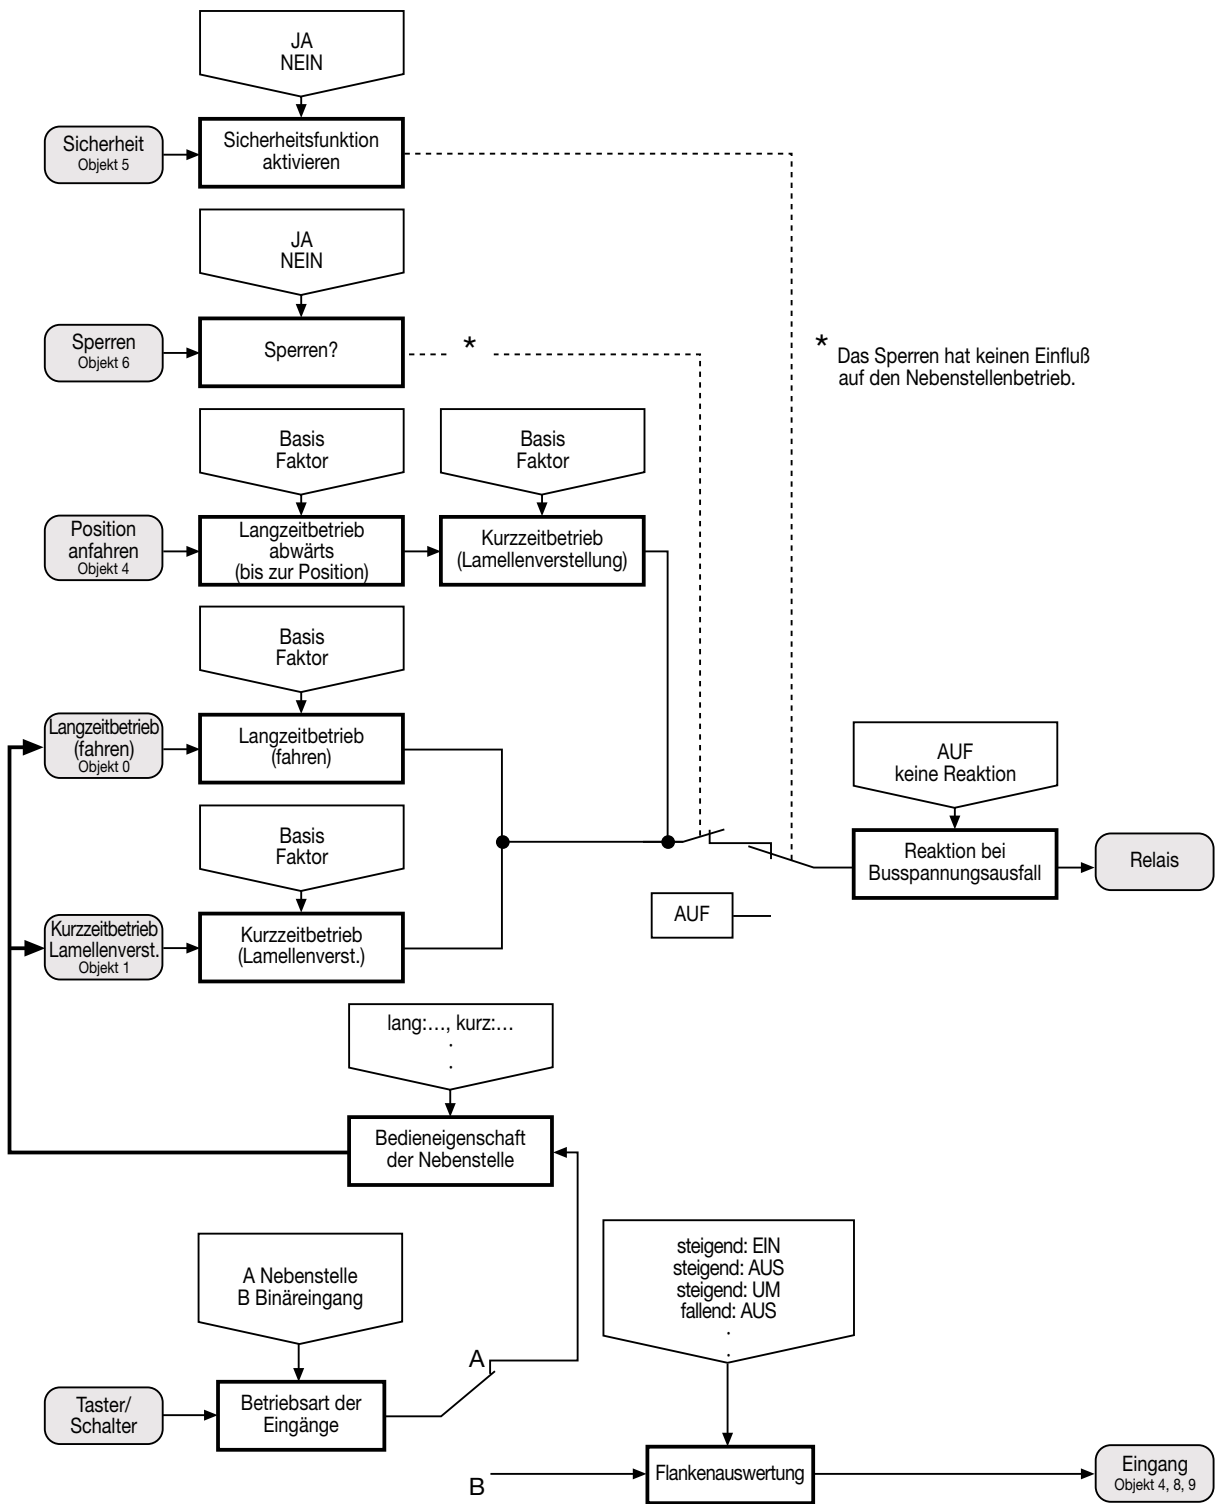 JA
NEIN
Sicherheit
Objekt 5
Sicherheitsfunktion
aktivieren
JA
NEIN
Sperren
Objekt 6
Sperren?
*
* Das Sperren hat keinen Einfluß
auf den Nebenstellenbetrieb.
Basis
Faktor
Basis
Faktor
Position
anfahren
Objekt 4
Langzeitbetrieb
abwärts
(bis zur Position)
Kurzzeitbetrieb
(Lamellenverstellung)
Basis
Faktor
Langzeitbetrieb
(fahren)
Objekt 0
Langzeitbetrieb
(fahren)
AUF
keine Reaktion
Basis
Faktor
Reaktion bei
Busspannungsausfall
Relais
AUF
Kurzzeitbetrieb
Lamellenverst.
Objekt 1
Kurzzeitbetrieb
(Lamellenverst.)
lang:..., kurz:...
.
.
Bedieneigenschaft
der Nebenstelle
A Nebenstelle
B Binäreingang
steigend: EIN
steigend: AUS
steigend: UM
fallend: AUS
.
.
A
Taster/
Schalter
Betriebsart der
Eingänge
B
Flankenauswertung
Eingang
Objekt 4, 8, 9